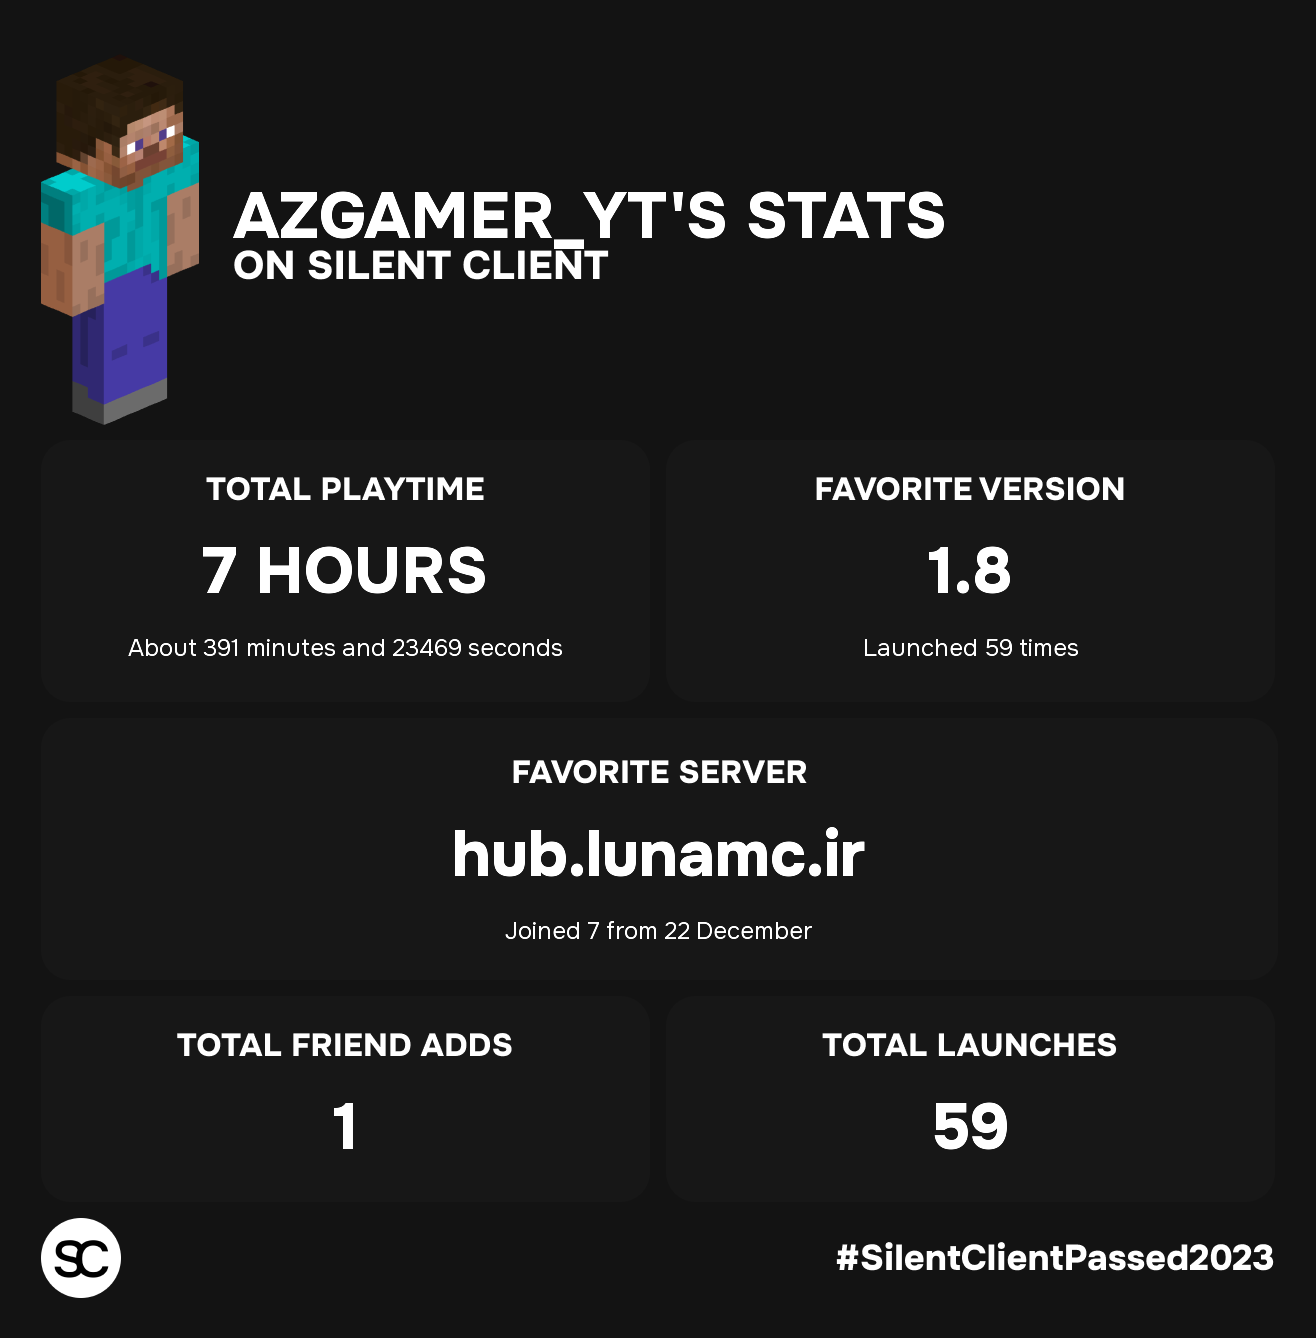 AZGAMER_YT'S STATS
ON SILENT CLIENT
TOTAL PLAYTIME
7 HOURS
About 391 minutes and 23469 seconds
FAVORITE VERSION
1.8
Launched 59 times
FAVORITE SERVER
hub.lunamc.ir
Joined 7 from 22 December
TOTAL FRIEND ADDS
1
TOTAL LAUNCHES
59
SC
#SilentClientPassed2023